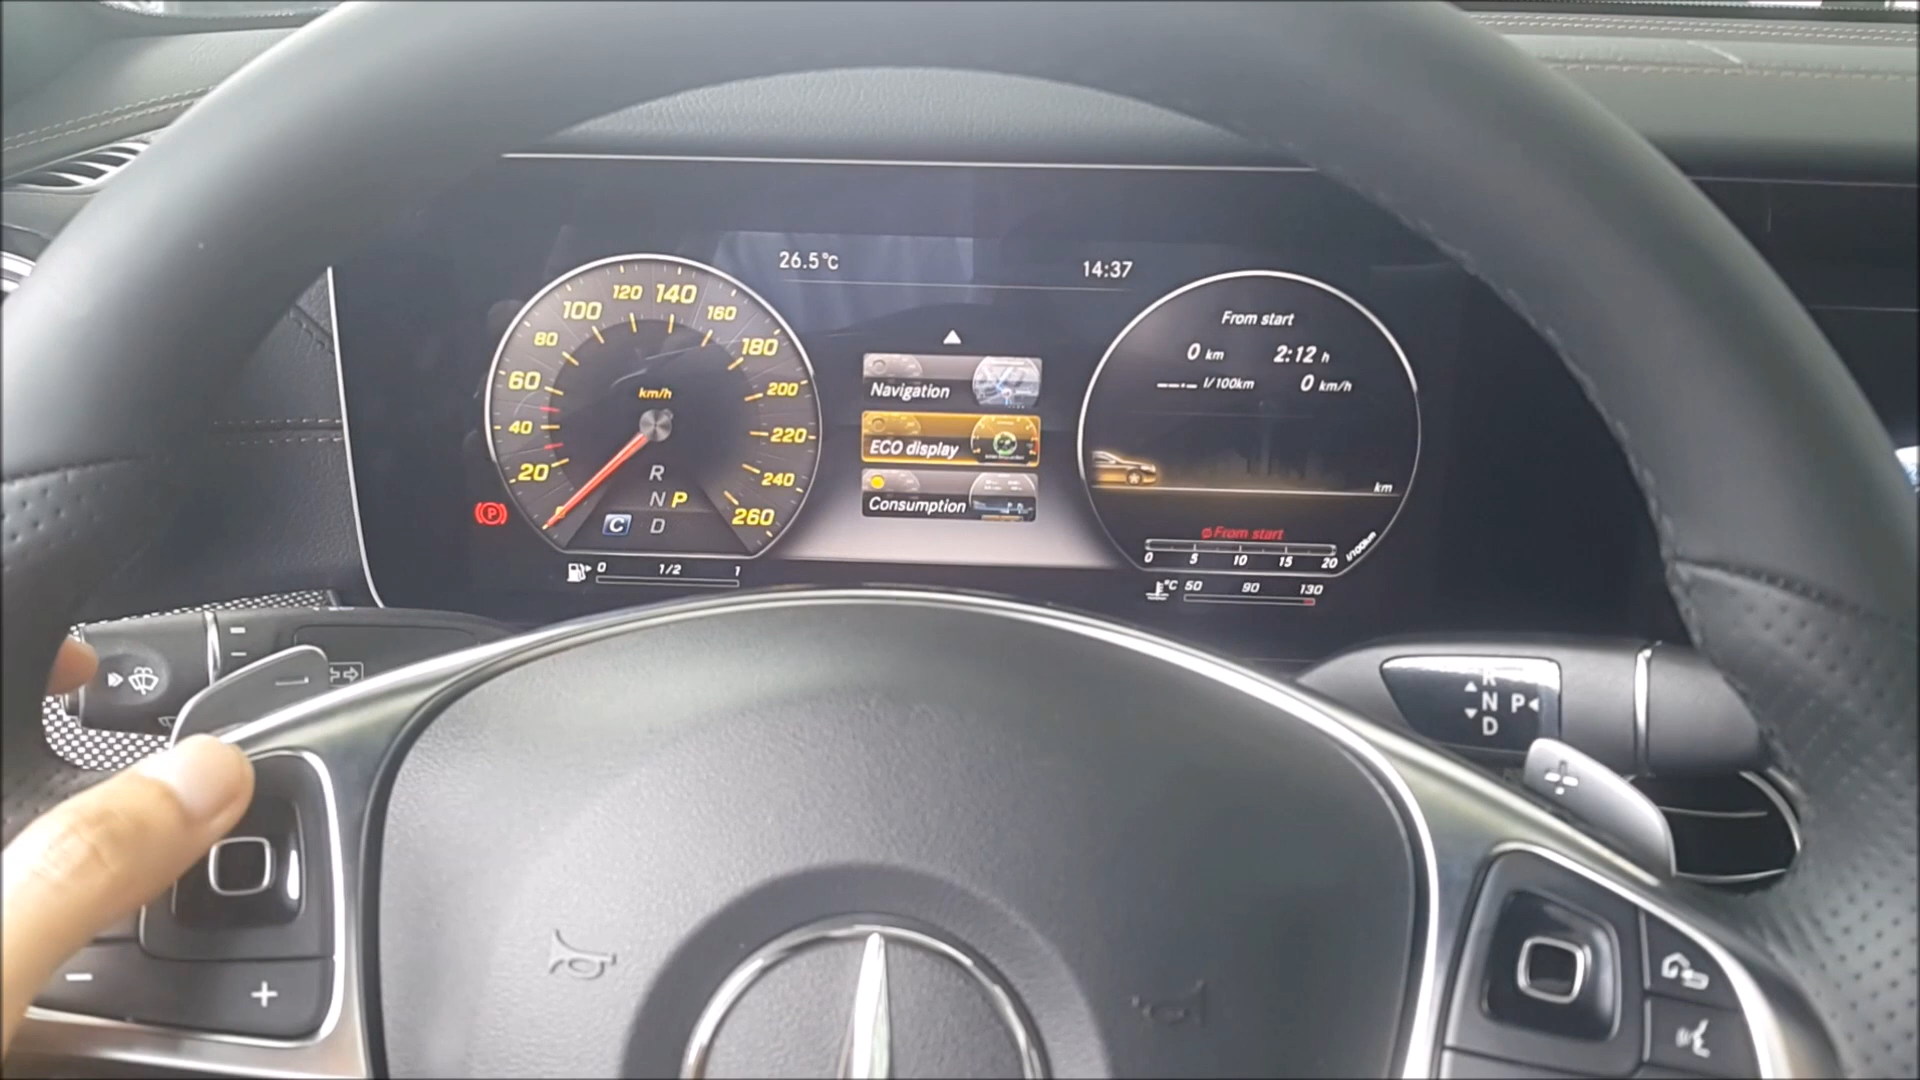 26.5°C
14:37
120 140
100 160
80 180
60 200
40 220
20 240
260
km/h
R
N P
C D
0 1/2 1
Navigation
ECO display
Consumption
From start
0 km 2:12 h
--.- l/100km 0 km/h
km
From start
0 5 10 15 20 l/100km
°C 50 90 130
P
R
N P
D
− +
+